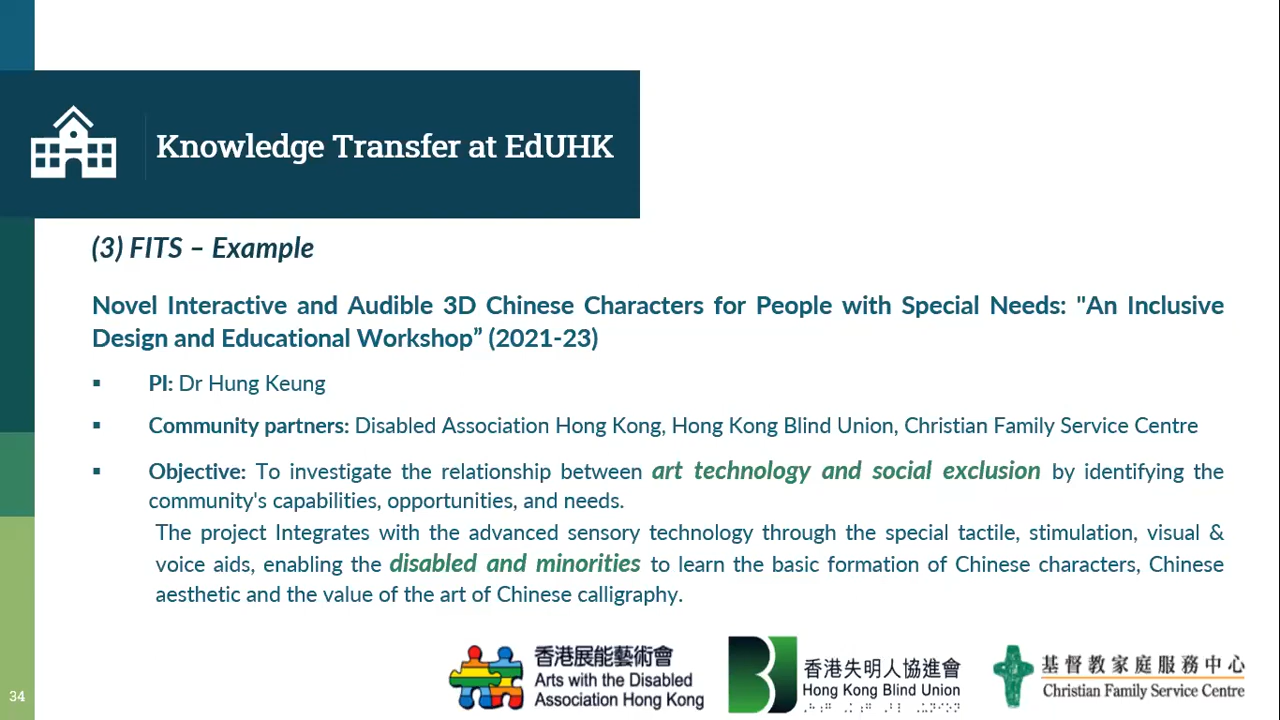 Knowledge Transfer at EdUHK
(3) FITS – Example
Novel Interactive and Audible 3D Chinese Characters for People with Special Needs: "An Inclusive
Design and Educational Workshop” (2021-23)
▪ PI: Dr Hung Keung
▪ Community partners: Disabled Association Hong Kong, Hong Kong Blind Union, Christian Family Service Centre
▪ Objective: To investigate the relationship between art technology and social exclusion by identifying the
community's capabilities, opportunities, and needs.
The project Integrates with the advanced sensory technology through the special tactile, stimulation, visual &
voice aids, enabling the disabled and minorities to learn the basic formation of Chinese characters, Chinese
aesthetic and the value of the art of Chinese calligraphy.
香港展能藝術會
Arts with the Disabled
Association Hong Kong
香港失明人協進會
Hong Kong Blind Union
基督教家庭服務中心
Christian Family Service Centre
34